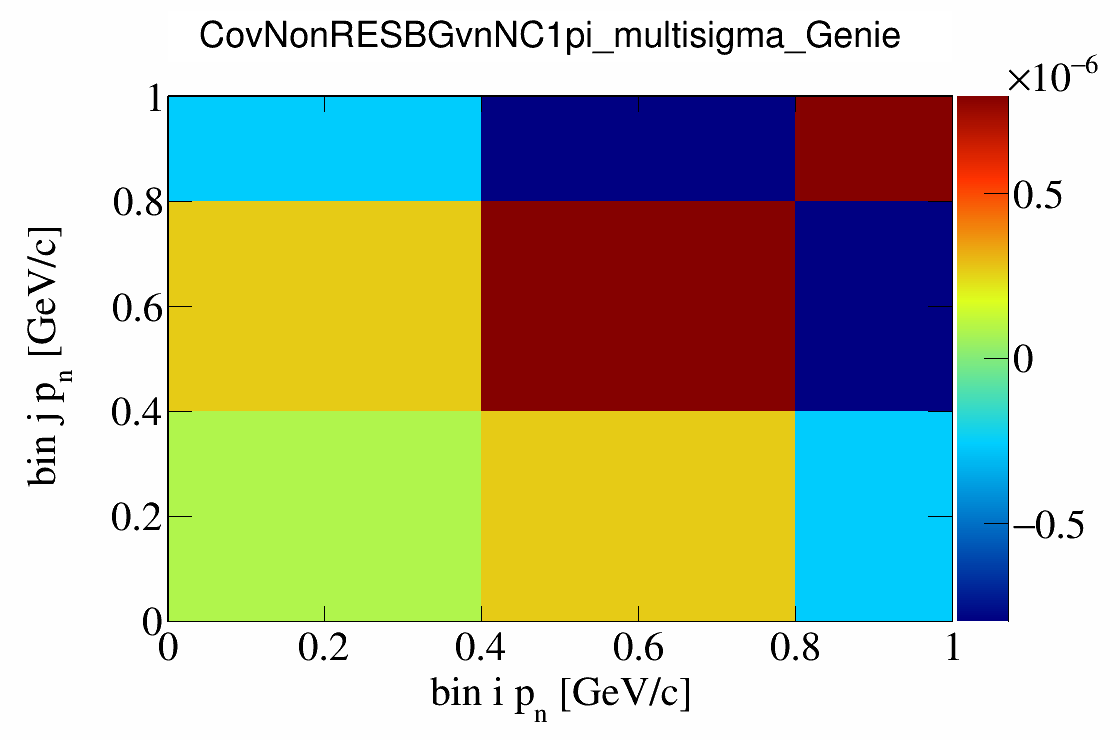 CovNonRESBGvnNC1pi_multisigma_Genie
×10⁻⁶
1
0.8
0.6
0.4
0.2
0
bin j pₙ [GeV/c]
0 0.2 0.4 0.6 0.8 1
bin i pₙ [GeV/c]
0.5
0
−0.5